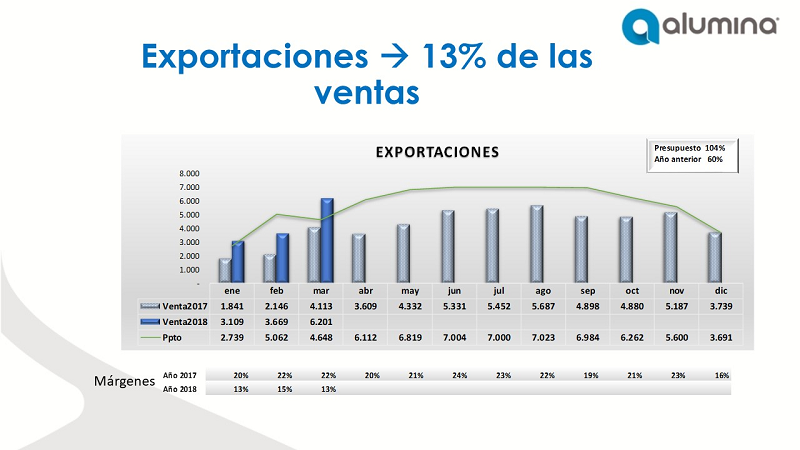 alumina
Exportaciones → 13% de las
ventas
EXPORTACIONES
Presupuesto 104%
Año anterior 60%
8.000
7.000
6.000
5.000
4.000
3.000
2.000
1.000
-
ene feb mar abr may jun jul ago sep oct nov dic
Venta2017 1.841 2.146 4.113 3.609 4.332 5.331 5.452 5.687 4.898 4.880 5.187 3.739
Venta2018 3.109 3.669 6.201
Ppto 2.739 5.062 4.648 6.112 6.819 7.004 7.000 7.023 6.984 6.262 5.600 3.691
Márgenes
Año 2017 20% 22% 22% 20% 21% 24% 23% 22% 19% 21% 23% 16%
Año 2018 13% 15% 13%